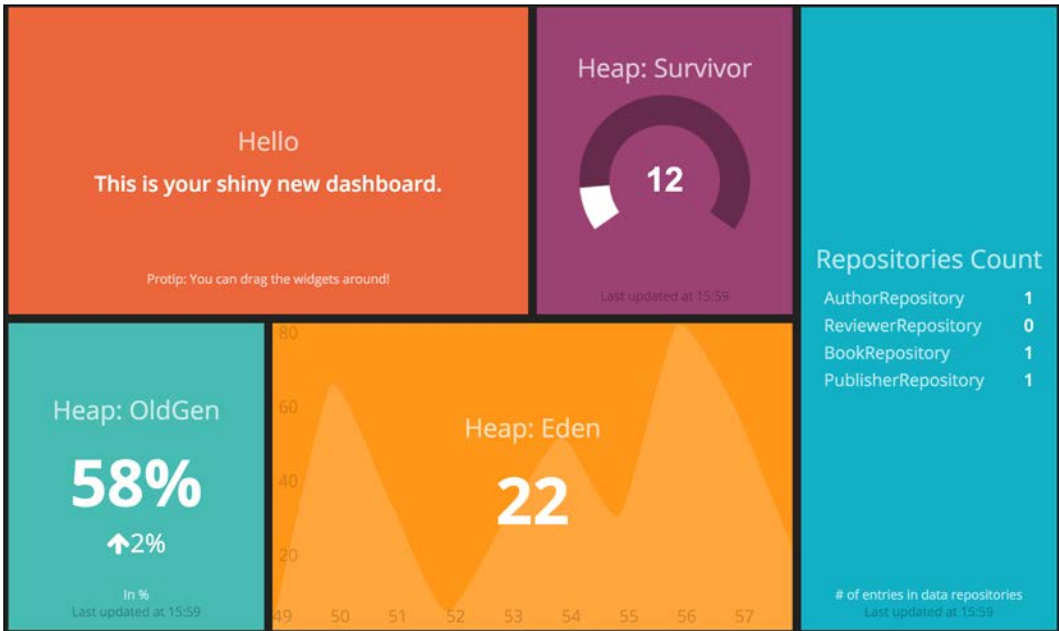 Hello
This is your shiny new dashboard.
Protip: You can drag the widgets around!
Heap: Survivor
12
Last updated at 15:59
Repositories Count
AuthorRepository 1
ReviewerRepository 0
BookRepository 1
PublisherRepository 1
# of entries in data repositories
Last updated at 15:59
Heap: OldGen
58%
2%
In %
Last updated at 15:59
80
60
40
20
Heap: Eden
22
49 50 51 52 53 54 55 56 57